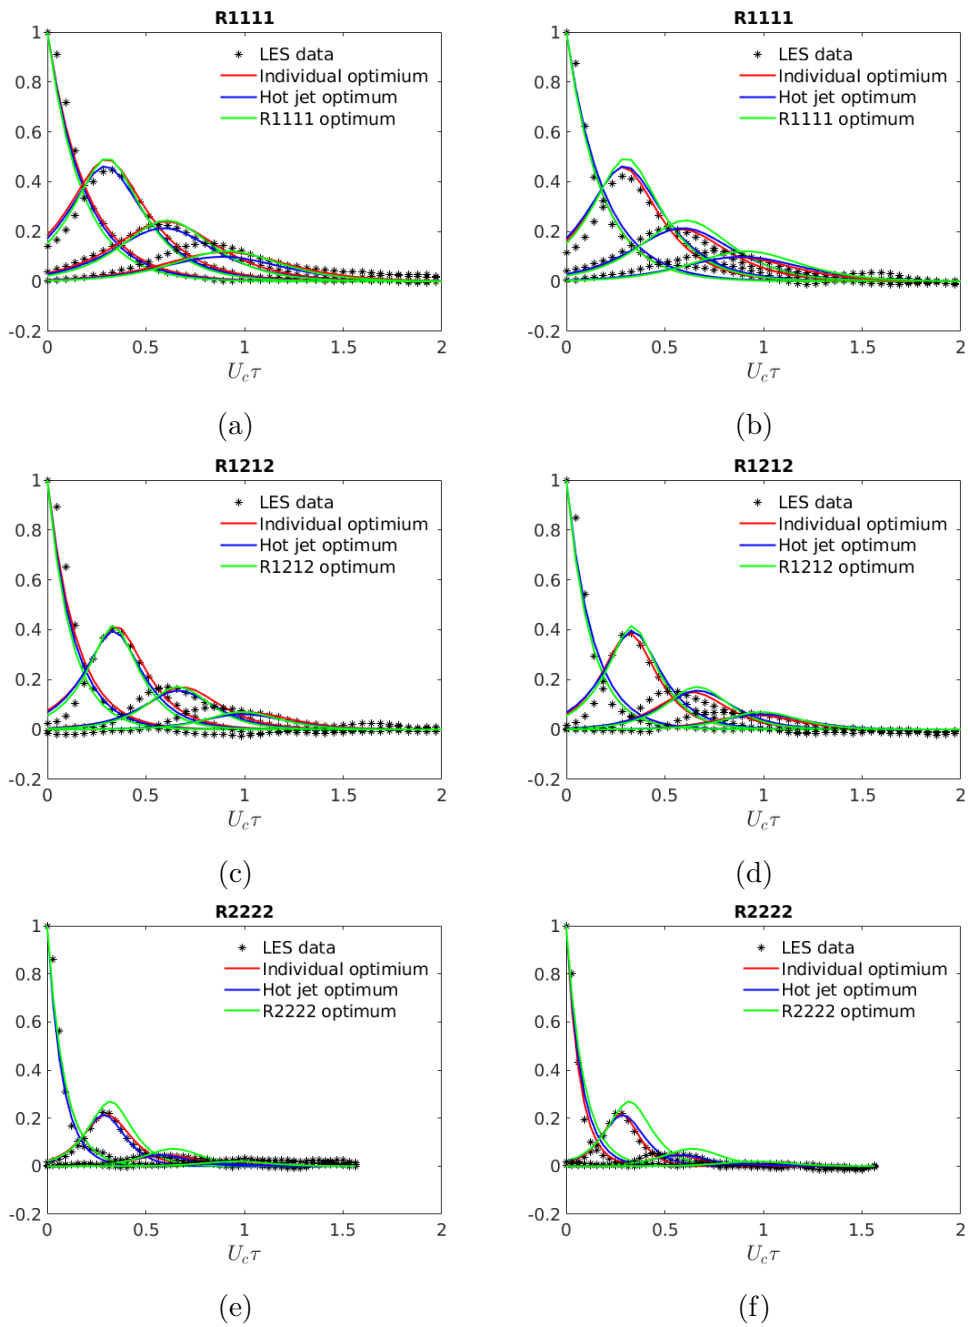 R1111
1
0.8
0.6
0.4
0.2
0
-0.2
0
0.5
1
1.5
2
LES data
Individual optimium
Hot jet optimum
R1111 optimum
U_c τ
(a)
R1111
1
0.8
0.6
0.4
0.2
0
-0.2
0
0.5
1
1.5
2
LES data
Individual optimium
Hot jet optimum
R1111 optimum
U_c τ
(b)
R1212
1
0.8
0.6
0.4
0.2
0
-0.2
0
0.5
1
1.5
2
LES data
Individual optimium
Hot jet optimum
R1212 optimum
U_c τ
(c)
R1212
1
0.8
0.6
0.4
0.2
0
-0.2
0
0.5
1
1.5
2
LES data
Individual optimium
Hot jet optimum
R1212 optimum
U_c τ
(d)
R2222
1
0.8
0.6
0.4
0.2
0
-0.2
0
0.5
1
1.5
2
LES data
Individual optimium
Hot jet optimum
R2222 optimum
U_c τ
(e)
R2222
1
0.8
0.6
0.4
0.2
0
-0.2
0
0.5
1
1.5
2
LES data
Individual optimium
Hot jet optimum
R2222 optimum
U_c τ
(f)